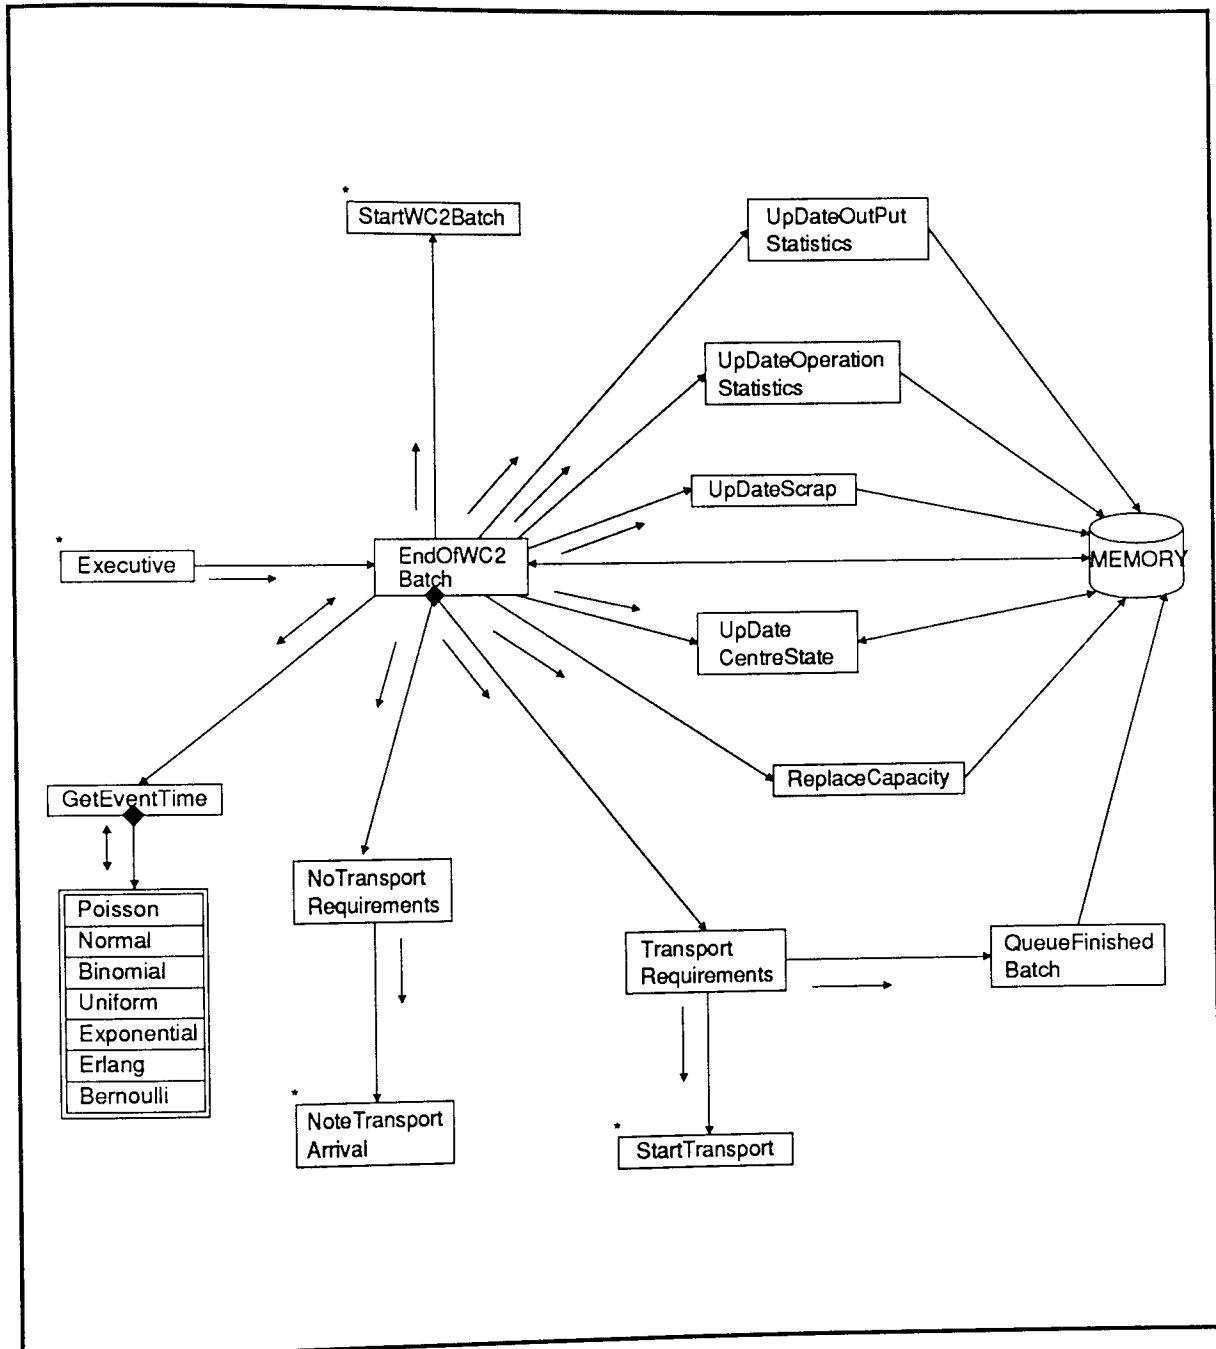 *
StartWC2Batch
UpDateOutPut
Statistics
UpDateOperation
Statistics
UpDateScrap
*
Executive
EndOfWC2
Batch
MEMORY
UpDate
CentreState
ReplaceCapacity
GetEventTime
NoTransport
Requirements
Poisson
Normal
Binomial
Uniform
Exponential
Erlang
Bernoulli
Transport
Requirements
QueueFinished
Batch
*
NoteTransport
Arrival
*
StartTransport